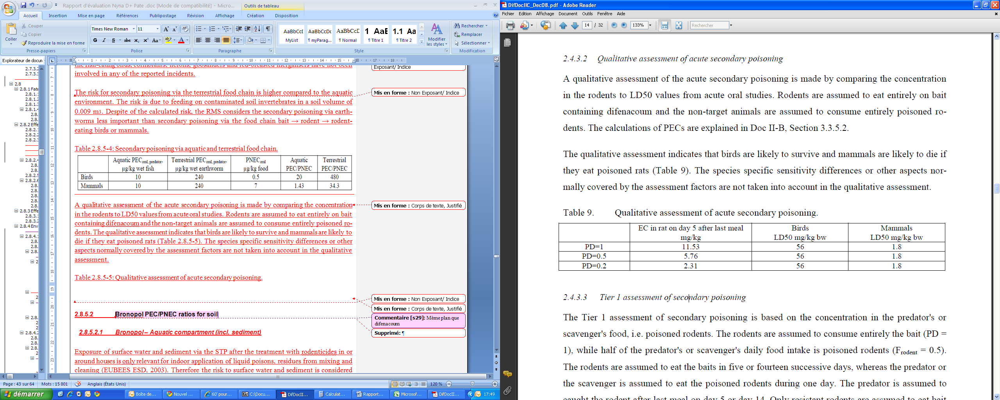 Rapport d'évaluation Nyna D+ Pate .doc [Mode de compatibilité] - Micro...
Outils de tableau
Accueil Insertion Mise en page Références Publipostage Révision Affichage Création Disposition
Coller
Couper
Copier
Reproduire la mise en forme
Presse-papiers
Times New Roman 11
Police
Paragraphe
AaBbCcI AaBbCcDc AaBbCcD 1 AaE 1.1 Aa
MyList ¶ myParag... ¶ Normal ¶ Titre 1 ¶ Titre 2
Modifier
les styles
Style
Rechercher
Remplacer
Sélectionner
Modification
Explorateur de docun
2.7.3.2
2.7.3.3
2.8
2.8.1 Fate
2.8.1.
2.8.1.2
2.8.1.3
2.8.1.4
2.8.
2.8.2 Effe
2.8.2.
2.8.2.2
2.8.2.3
2.8.2.4
2.8.
2.8.
2.8.2.5
2.8.2.6
2.8.
2.8.
2.8.
2.8.
2.8.
2.8.3 Effe
2.8.3.
2.8.3.2
2.8.4 Env
2.8.4.
2.8.
2.8.
2.8.
2
2
2.8.
2
2
2.8.4.2
2.8.
2.8.
2.8.
2
2
the fish-eating birds, cormorants, herons, goosanders and red-breasted mergansers have not been
involved in any of the reported incidents.
The risk for secondary poisoning via the terrestrial food chain is higher compared to the aquatic
environment. The risk is due to feeding on contaminated soil invertebrates in a soil volume of
0.009 m3. Despite of the calculated risk, the RMS considers the secondary poisoning via earth-
worms less important than secondary poisoning via the food chain bait → rodent → rodent-
eating birds or mammals.
Table 2.8.5-4: Secondary poisoning via aquatic and terrestrial food chain.
Aquatic PECoral, predator, Terrestrial PECoral, predator, PNECoral Aquatic Terrestrial
µg/kg wet fish µg/kg wet earthworm µg/kg food PEC/PNEC PEC/PNEC
Birds 10 240 0.5 20 480
Mammals 10 240 7 1.43 34.3
A qualitative assessment of the acute secondary poisoning is made by comparing the concentration
in the rodents to LD50 values from acute oral studies. Rodents are assumed to eat entirely on bait
containing difenacoum and the non-target animals are assumed to consume entirely poisoned ro-
dents. The qualitative assessment indicates that birds are likely to survive and mammals are likely to
die if they eat poisoned rats (Table 2.8.5-5). The species specific sensitivity differences or other
aspects normally covered by the assessment factors are not taken into account in the qualitative
assessment.
Table 2.8.5-5: Qualitative assessment of acute secondary poisoning.
2.8.5.2 Bronopol PEC/PNEC ratios for soil
2.8.5.2.1 Bronopol – Aquatic compartment (incl. sediment)
Exposure of surface water and sediment via the STP after the treatment with rodenticides in or
around houses is only relevant for indoor application of liquid poisons, residues from mixing and
cleaning (EUBEES ESD, 2003). Therefore the risk to surface water and sediment is considered
Exposant/ Indice
Mis en forme : Non Exposant/ Indice
Mis en forme : Corps de texte, Justifié
Mis en forme : Non Exposant/ Indice
Mis en forme : Corps de texte, Justifié
Commentaire [s29]: Même plan que
difenacoum
Supprimé: ¶
Page : 43 sur 64 Mots : 15 801 Anglais (États Unis) 120 %
démarrer
Boîte de... Nouvel ... 60' pour... C:\Docu... DifDocII... Calculat... Rapport... Microsof... DifDocII... 17:49
DifDocIIC_Dec08.pdf - Adobe Reader
Fichier Edition Affichage Document Outils Fenêtre Aide
14 / 32 133% Rechercher
2.4.3.2 Qualitative assessment of acute secondary poisoning
A qualitative assessment of the acute secondary poisoning is made by comparing the concentration
in the rodents to LD50 values from acute oral studies. Rodents are assumed to eat entirely on bait
containing difenacoum and the non-target animals are assumed to consume entirely poisoned ro-
dents. The calculations of PECs are explained in Doc II-B, Section 3.3.5.2.
The qualitative assessment indicates that birds are likely to survive and mammals are likely to die if
they eat poisoned rats (Table 9). The species specific sensitivity differences or other aspects nor-
mally covered by the assessment factors are not taken into account in the qualitative assessment.
Table 9. Qualitative assessment of acute secondary poisoning.
EC in rat on day 5 after last meal Birds Mammals
mg/kg LD50 mg/kg bw LD50 mg/kg bw
PD=1 11.53 56 1.8
PD=0.5 5.76 56 1.8
PD=0.2 2.31 56 1.8
2.4.3.3 Tier 1 assessment of secondary poisoning
The Tier 1 assessment of secondary poisoning is based on the concentration in the predator's or
scavenger's food, i.e. poisoned rodents. The rodents are assumed to consume entirely the bait (PD =
1), while half of the predator's or scavenger's daily food intake is poisoned rodents (Frodent = 0.5).
The rodents are assumed to eat the baits in five or fourteen successive days, whereas the predator or
the scavenger is assumed to eat the poisoned rodents during one day. The predator is assumed to
caught the rodent after last meal on day 5 or day 14. Only resistant rodents are assumed to eat bait